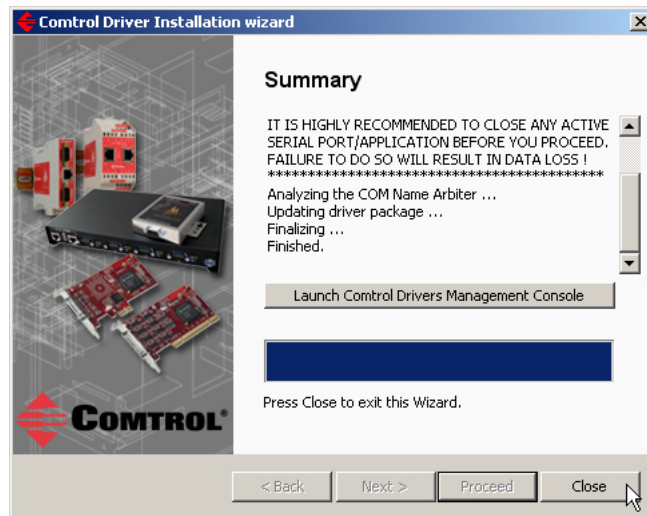 Comtrol Driver Installation wizard
Summary
IT IS HIGHLY RECOMMENDED TO CLOSE ANY ACTIVE
SERIAL PORT/APPLICATION BEFORE YOU PROCEED.
FAILURE TO DO SO WILL RESULT IN DATA LOSS !
*********************************************
Analyzing the COM Name Arbiter ...
Updating driver package ...
Finalizing ...
Finished.
Launch Comtrol Drivers Management Console
Press Close to exit this Wizard.
COMTROL®
< Back
Next >
Proceed
Close